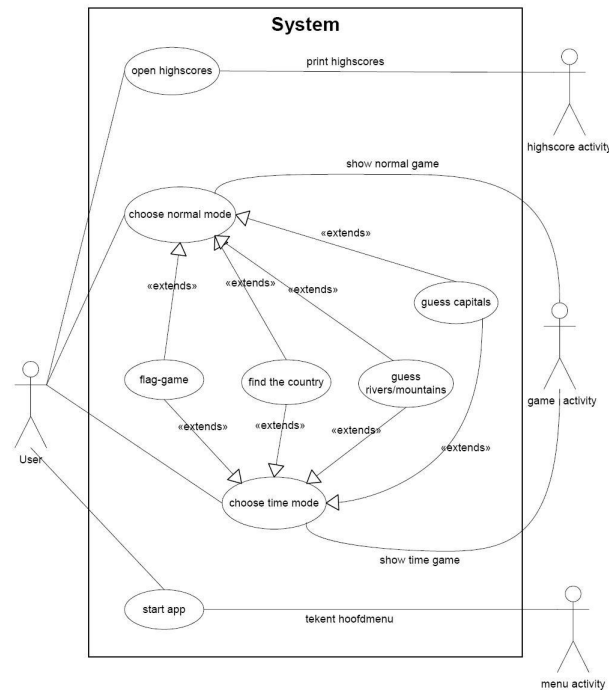 System
open highscores
print highscores
highscore activity
show normal game
choose normal mode
«extends»
«extends»
«extends»
«extends»
guess capitals
flag-game
find the country
guess
rivers/mountains
game activity
«extends»
«extends»
«extends»
«extends»
User
choose time mode
show time game
start app
tekent hoofdmenu
menu activity